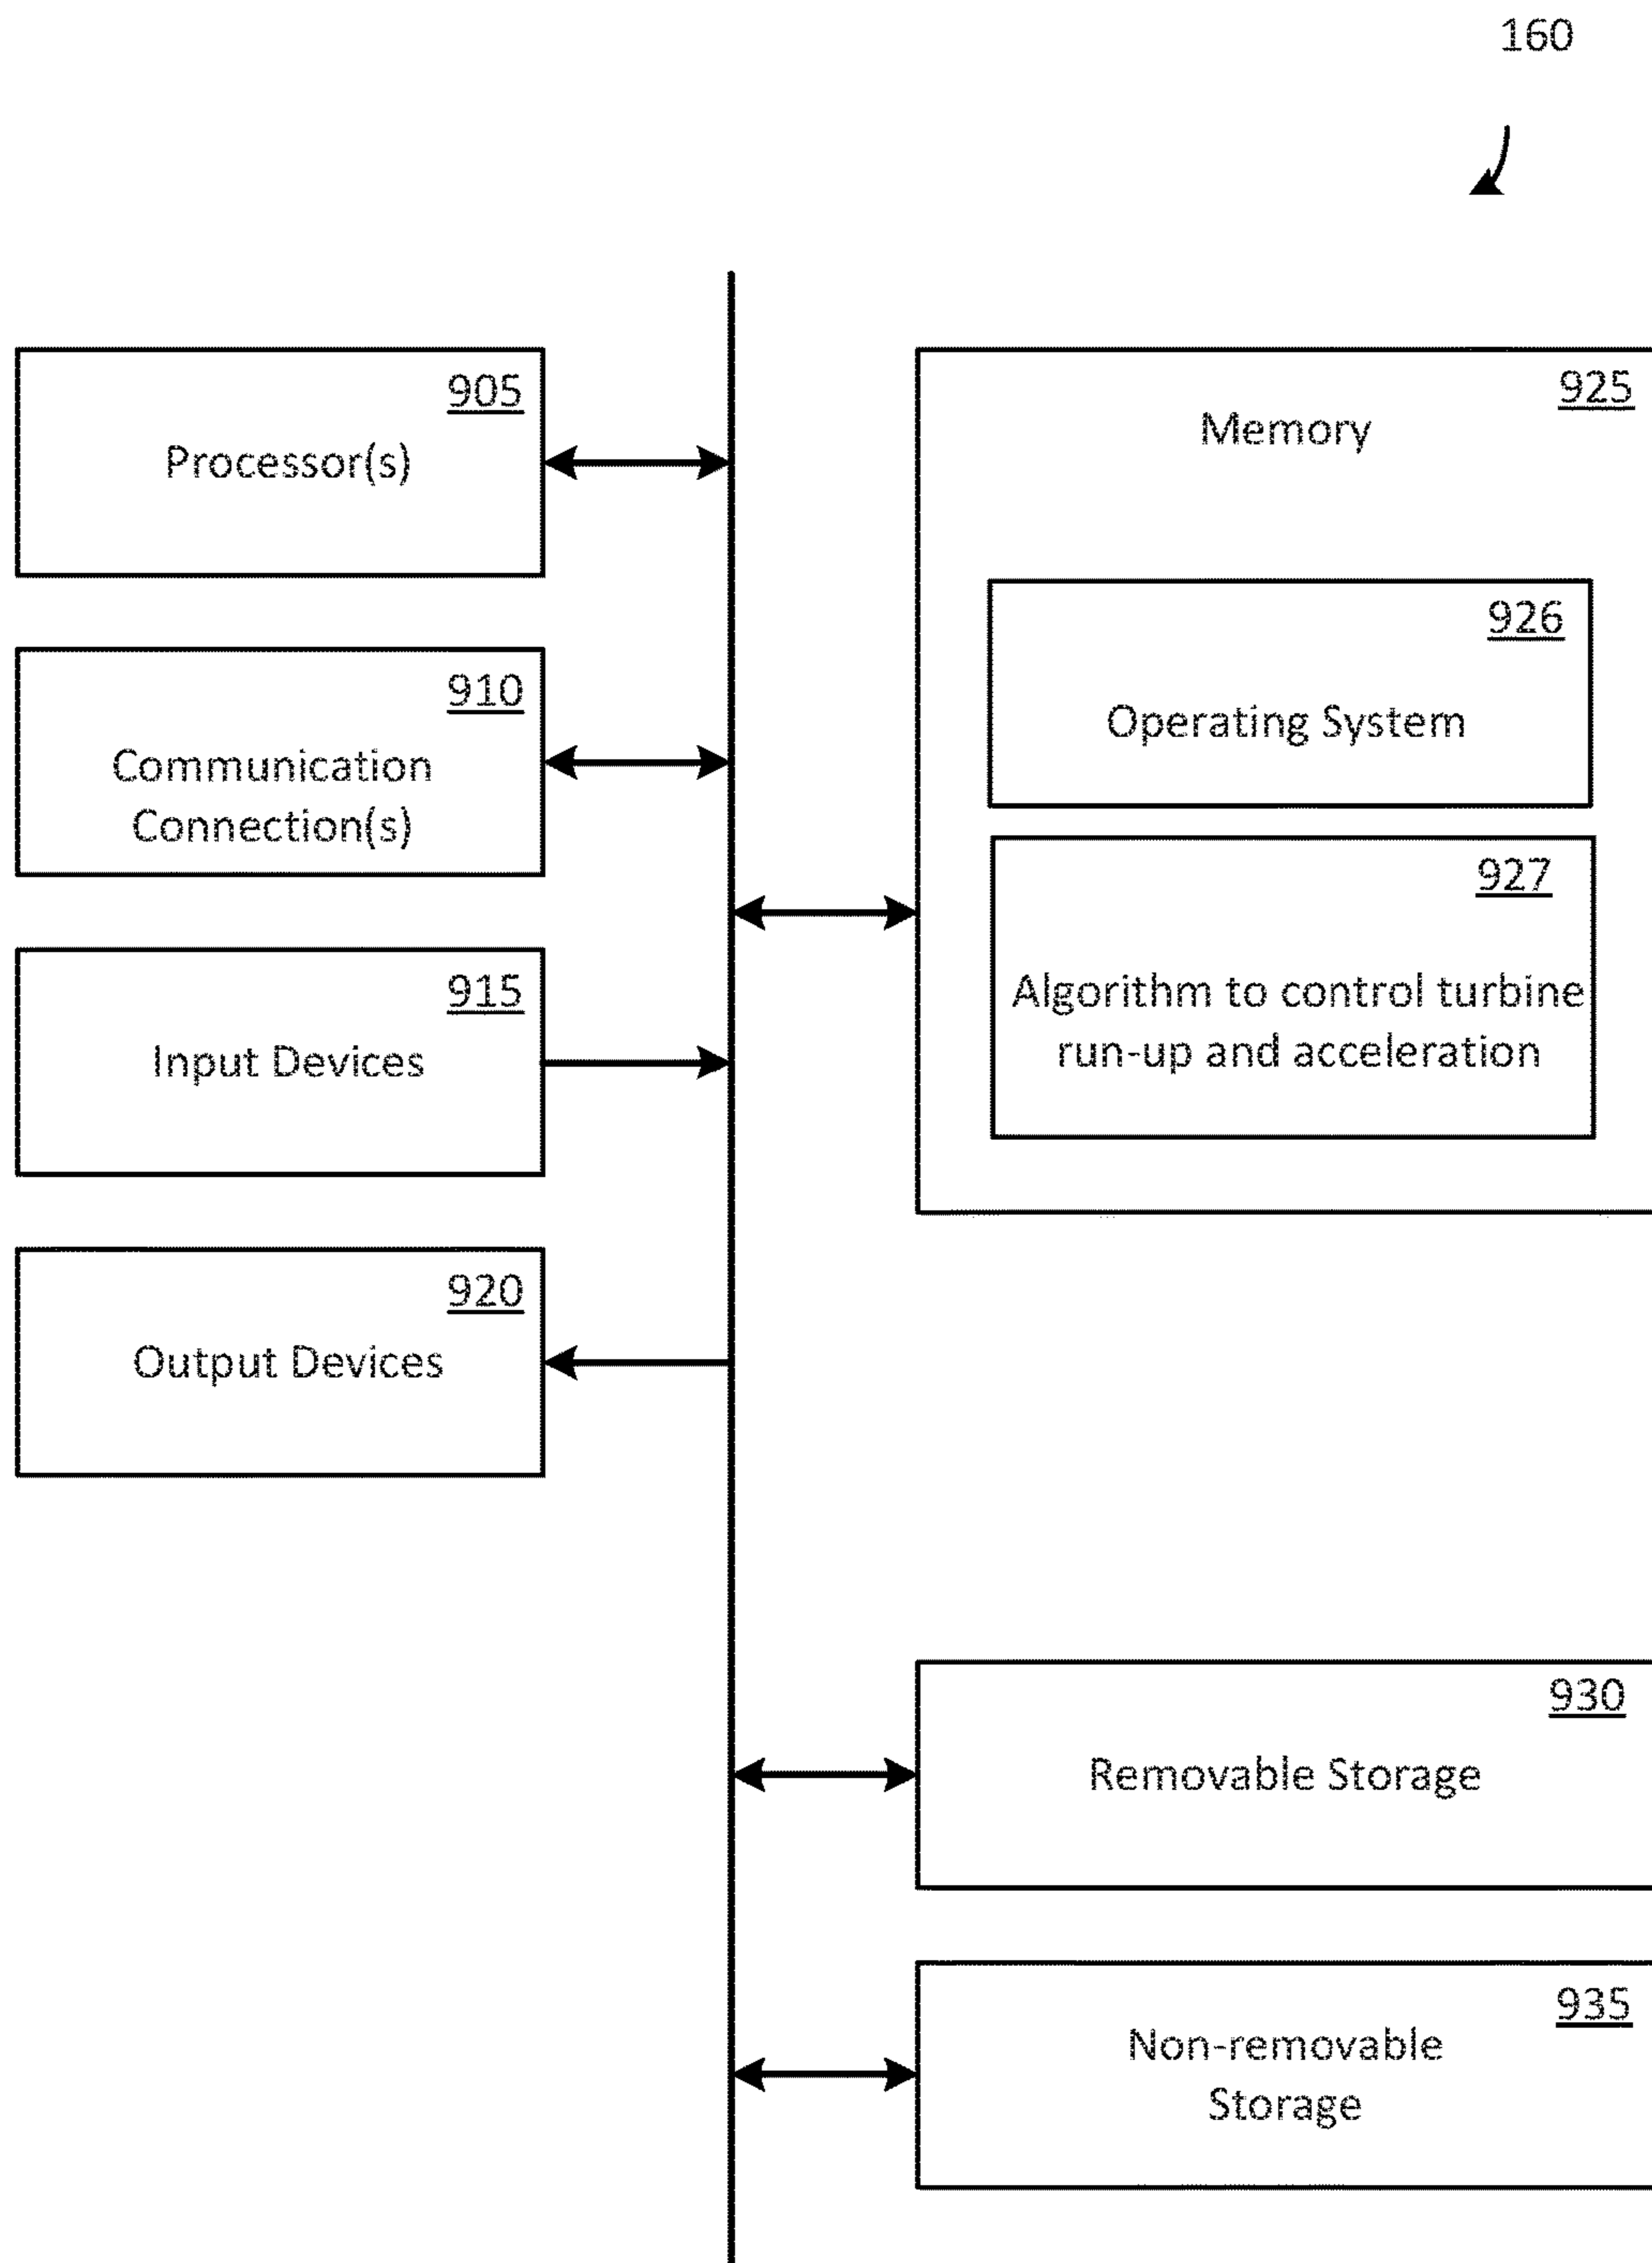 160
905
Processor(s)
910
Communication
Connection(s)
915
Input Devices
920
Output Devices
925
Memory
926
Operating System
927
Algorithm to control turbine
run-up and acceleration
930
Removable Storage
935
Non-removable
Storage